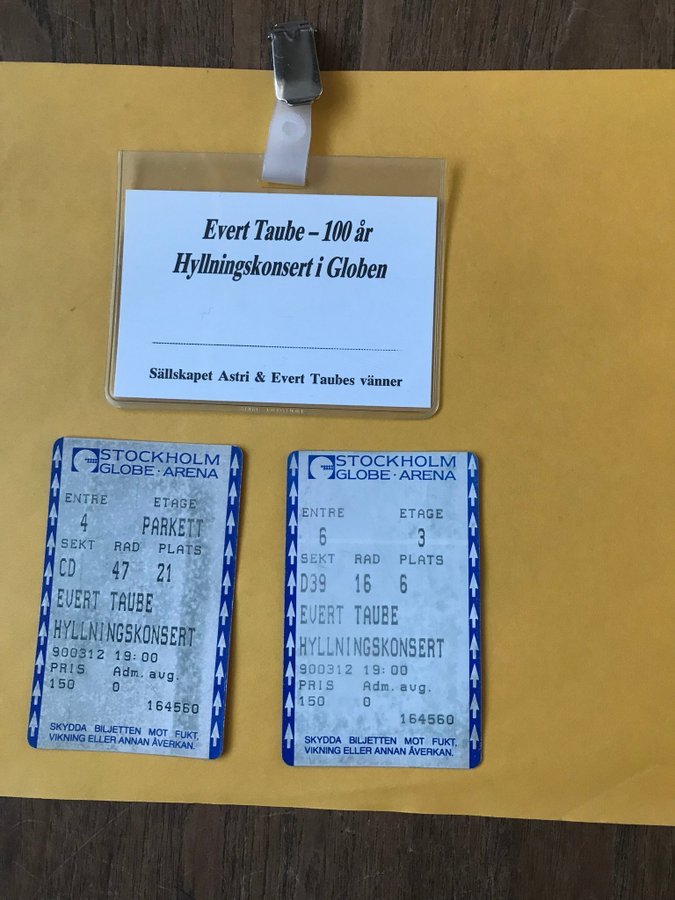 Evert Taube – 100 år
Hyllningskonsert i Globen
Sällskapet Astri & Evert Taubes vänner
STOCKHOLM
GLOBE·ARENA
ENTRE ETAGE
4 PARKETT
SEKT RAD PLATS
CD 47 21
EVERT TAUBE
HYLLNINGSKONSERT
900312 19:00
PRIS Adm. avg.
150 0
164560
SKYDDA BILJETTEN MOT FUKT,
VIKNING ELLER ANNAN ÅVERKAN.
STOCKHOLM
GLOBE·ARENA
ENTRE ETAGE
6 3
SEKT RAD PLATS
D39 16 6
EVERT TAUBE
HYLLNINGSKONSERT
900312 19:00
PRIS Adm. avg.
150 0
164560
SKYDDA BILJETTEN MOT FUKT,
VIKNING ELLER ANNAN ÅVERKAN.